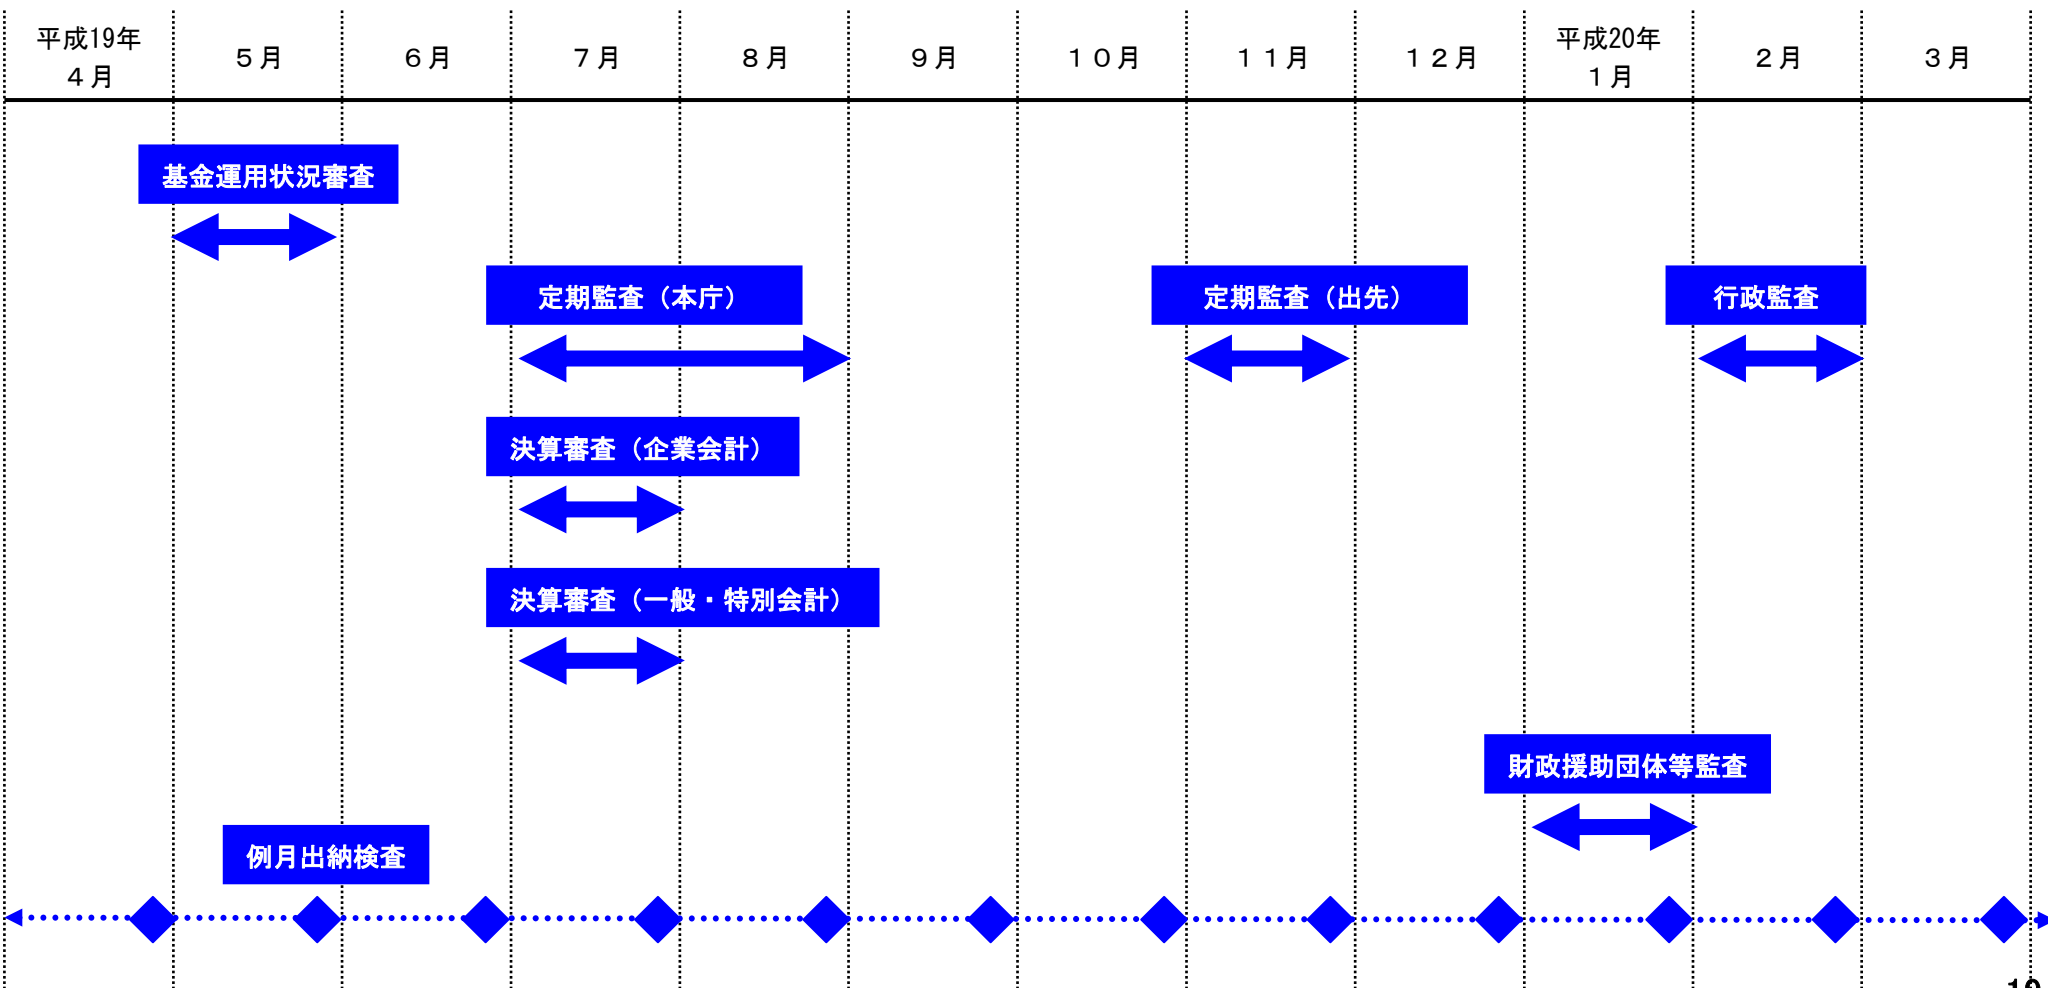 平成19年
４月
５月
６月
７月
８月
９月
１０月
１１月
１２月
平成20年
１月
２月
３月
基金運用状況審査
定期監査（本庁）
定期監査（出先）
行政監査
決算審査（企業会計）
決算審査（一般・特別会計）
財政援助団体等監査
例月出納検査